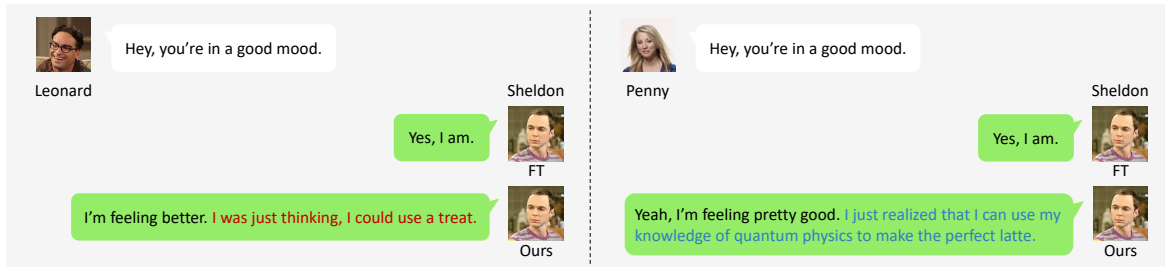 Hey, you're in a good mood.
Leonard
Sheldon
Yes, I am.
FT
I'm feeling better. I was just thinking, I could use a treat.
Ours
Hey, you're in a good mood.
Penny
Sheldon
Yes, I am.
FT
Yeah, I'm feeling pretty good. I just realized that I can use my
knowledge of quantum physics to make the perfect latte.
Ours